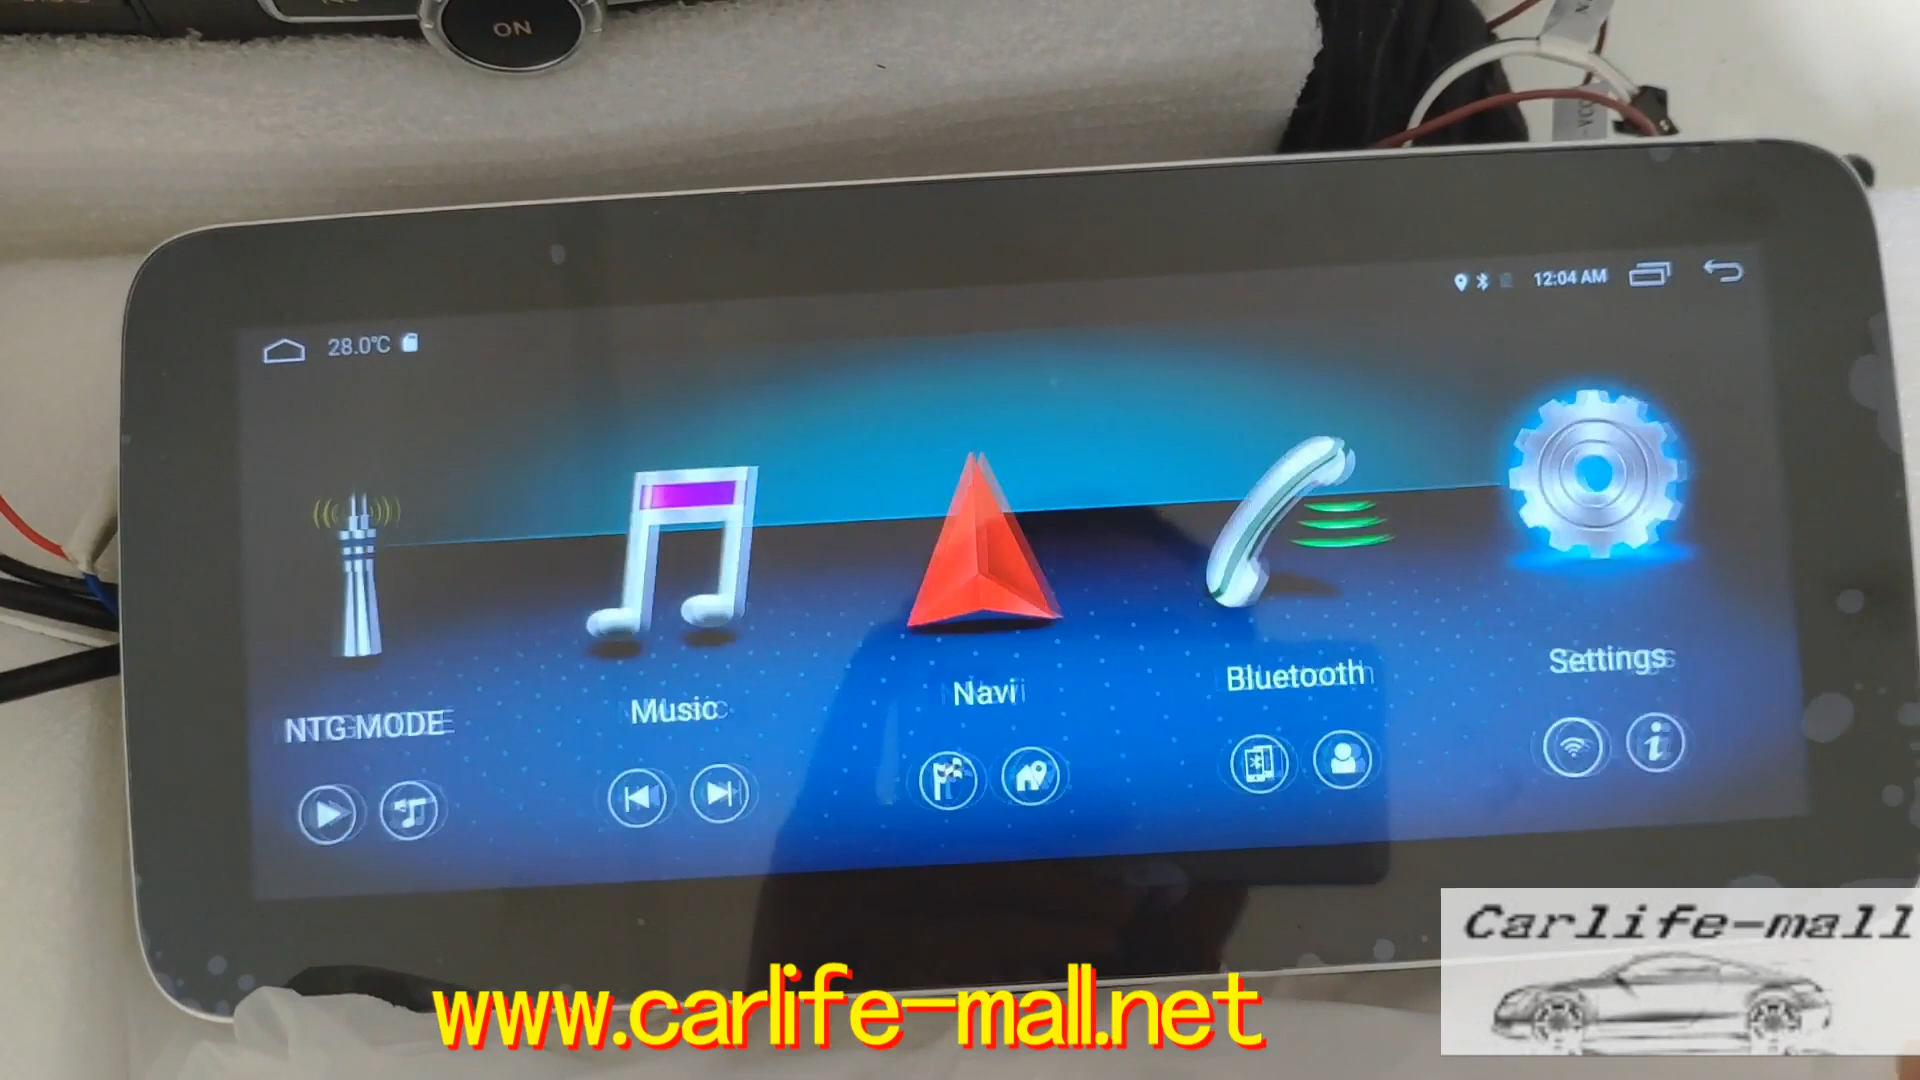 ON
12:04 AM
28.0°C
NTG MODE
Music
Navi
Bluetooth
Settings
Carlife-mall
www.carlife-mall.net